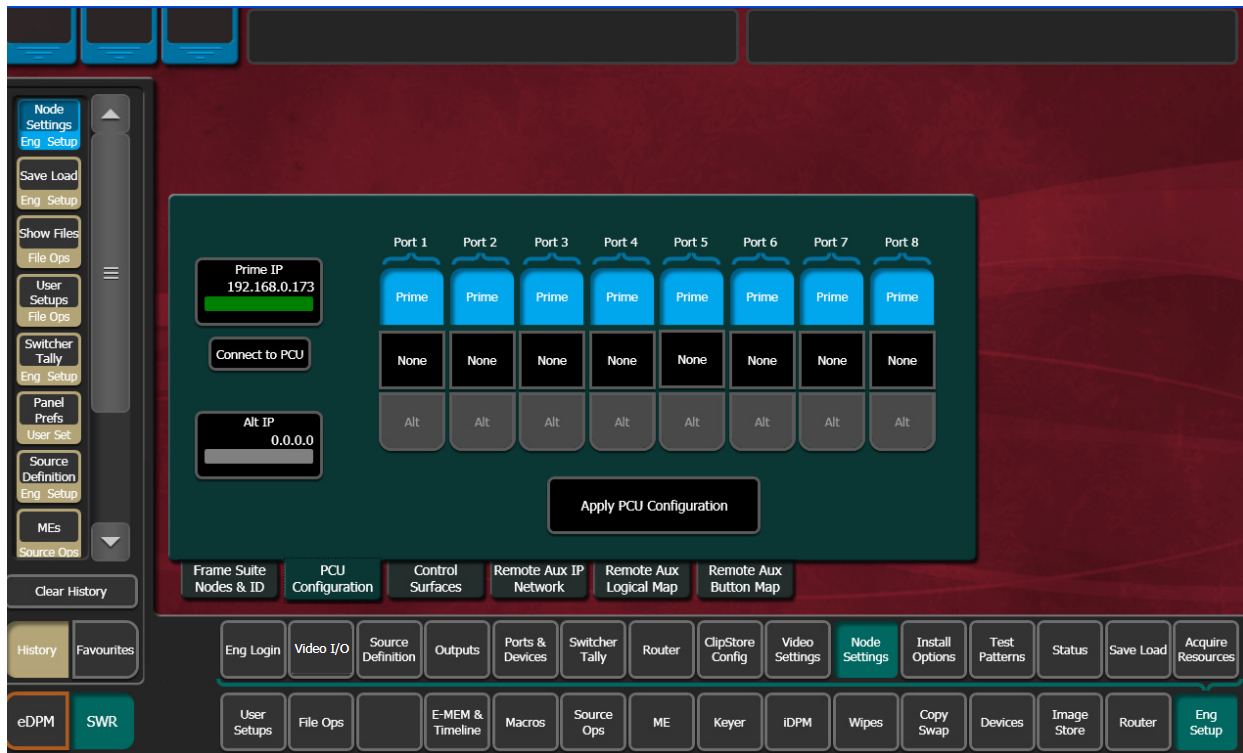 Node
Settings
Eng Setup
Save Load
Eng Setup
Show Files
File Ops
User
Setups
File Ops
Switcher
Tally
Eng Setup
Panel
Prefs
User Set
Source
Definition
Eng Setup
MEs
Source Ops
Clear History
History
Favourites
eDPM
SWR
Port 1 Port 2 Port 3 Port 4 Port 5 Port 6 Port 7 Port 8
Prime IP
192.168.0.173
Prime Prime Prime Prime Prime Prime Prime Prime
Connect to PCU
None None None None None None None None
Alt IP
0.0.0.0
Alt Alt Alt Alt Alt Alt Alt Alt
Apply PCU Configuration
Frame Suite
Nodes & ID
PCU
Configuration
Control
Surfaces
Remote Aux IP
Network
Remote Aux
Logical Map
Remote Aux
Button Map
Eng Login
Video I/O
Source
Definition
Outputs
Ports &
Devices
Switcher
Tally
Router
ClipStore
Config
Video
Settings
Node
Settings
Install
Options
Test
Patterns
Status
Save Load
Acquire
Resources
User
Setups
File Ops
E-MEM &
Timeline
Macros
Source
Ops
ME
Keyer
iDPM
Wipes
Copy
Swap
Devices
Image
Store
Router
Eng
Setup